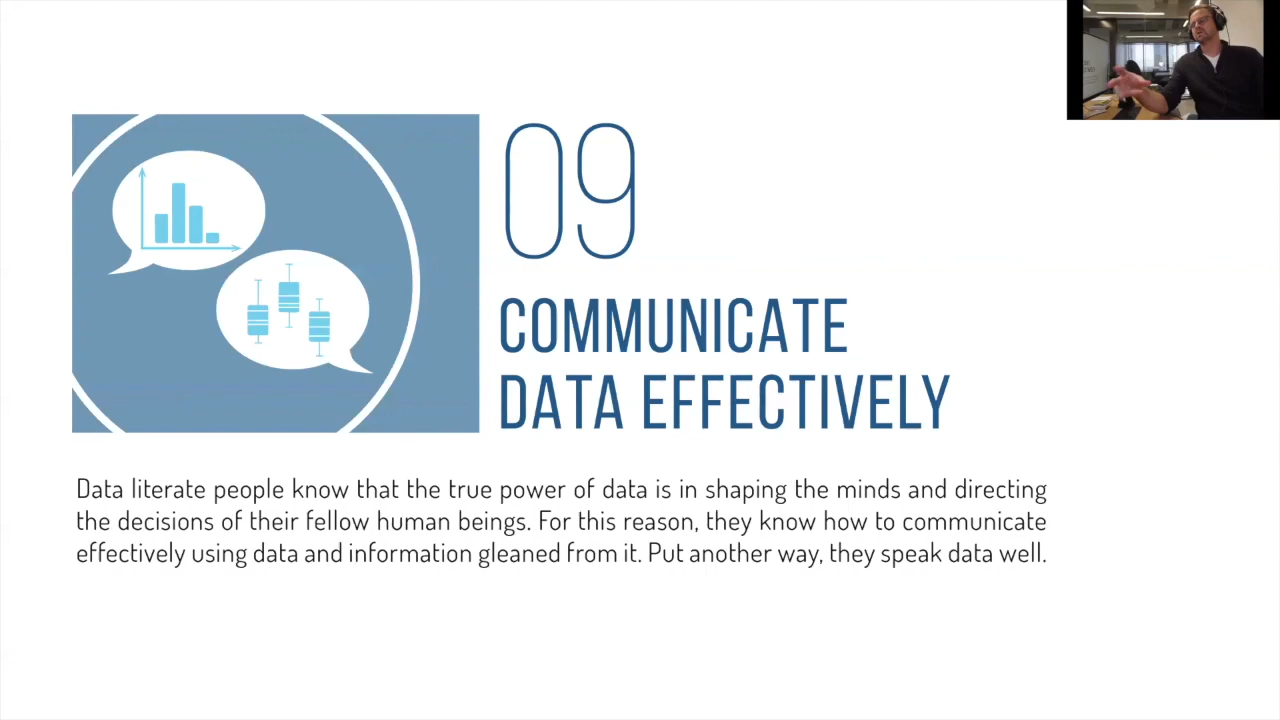 09
COMMUNICATE
DATA EFFECTIVELY
Data literate people know that the true power of data is in shaping the minds and directing
the decisions of their fellow human beings. For this reason, they know how to communicate
effectively using data and information gleaned from it. Put another way, they speak data well.